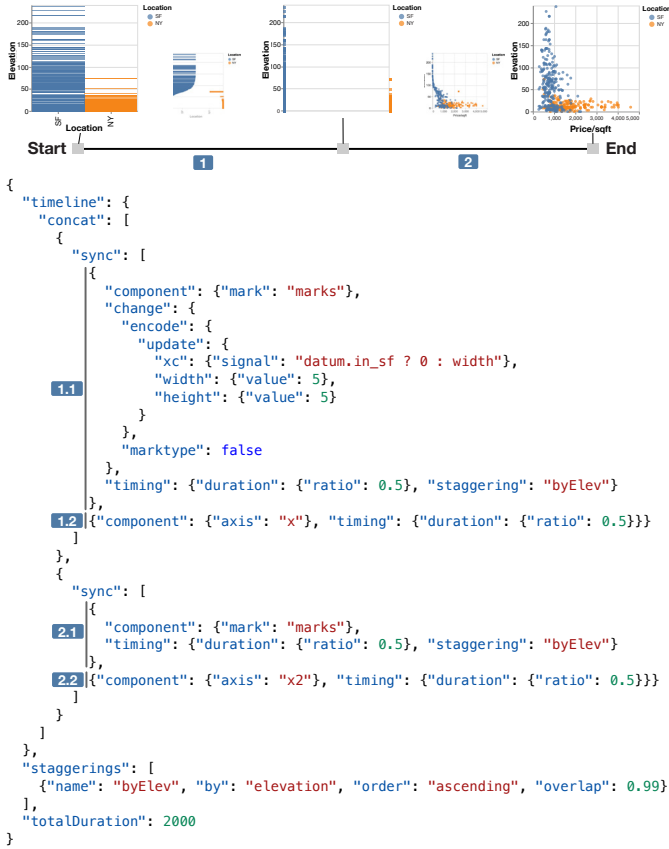 Location
SF
NY
Elevation
200
150
100
50
0
SF
NY
Location
Location
SF
NY
Elevation
200
150
100
50
0
Location
SF
NY
Elevation
200
150
100
50
0
0 1,000 2,000 3,000 4,000 5,000
Price/sqft
Start
1
2
End
{
"timeline": {
"concat": [
{
"sync": [
{
"component": {"mark": "marks"},
"change": {
"encode": {
"update": {
"xc": {"signal": "datum.in_sf ? 0 : width"},
"width": {"value": 5},
"height": {"value": 5}
}
},
"marktype": false
},
"timing": {"duration": {"ratio": 0.5}, "staggering": "byElev"}
},
1.1
1.2 {"component": {"axis": "x"}, "timing": {"duration": {"ratio": 0.5}}}
]
},
{
"sync": [
{
"component": {"mark": "marks"},
2.1
"timing": {"duration": {"ratio": 0.5}, "staggering": "byElev"}
},
2.2 {"component": {"axis": "x2"}, "timing": {"duration": {"ratio": 0.5}}}
]
}
]
},
"staggerings": [
{"name": "byElev", "by": "elevation", "order": "ascending", "overlap": 0.99}
],
"totalDuration": 2000
}